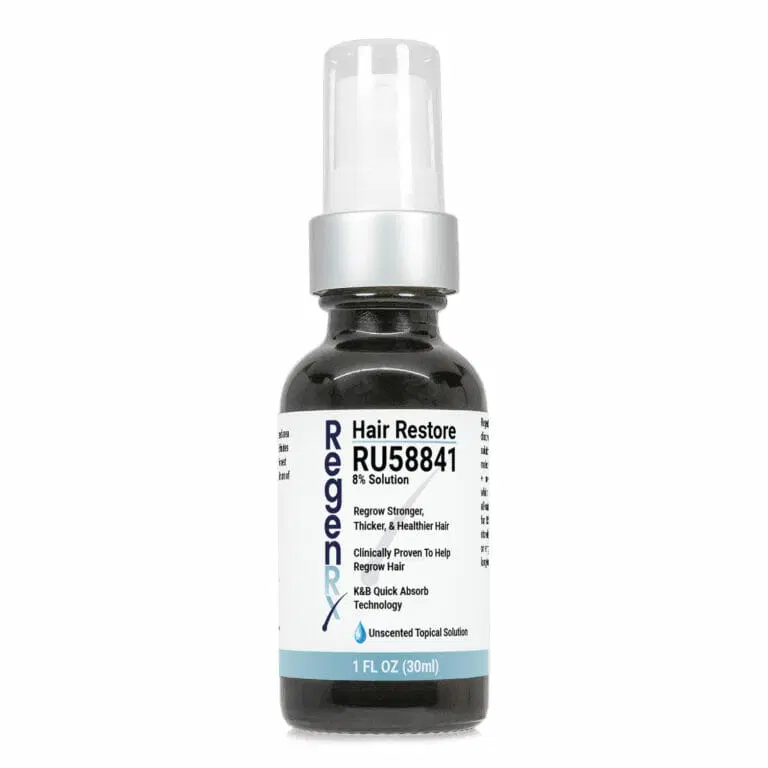 RegenRx
Hair Restore
RU58841
8% Solution
Regrow Stronger,
Thicker, & Healthier Hair
Clinically Proven To Help
Regrow Hair
K&B Quick Absorb
Technology
Unscented Topical Solution
1 FL OZ (30ml)